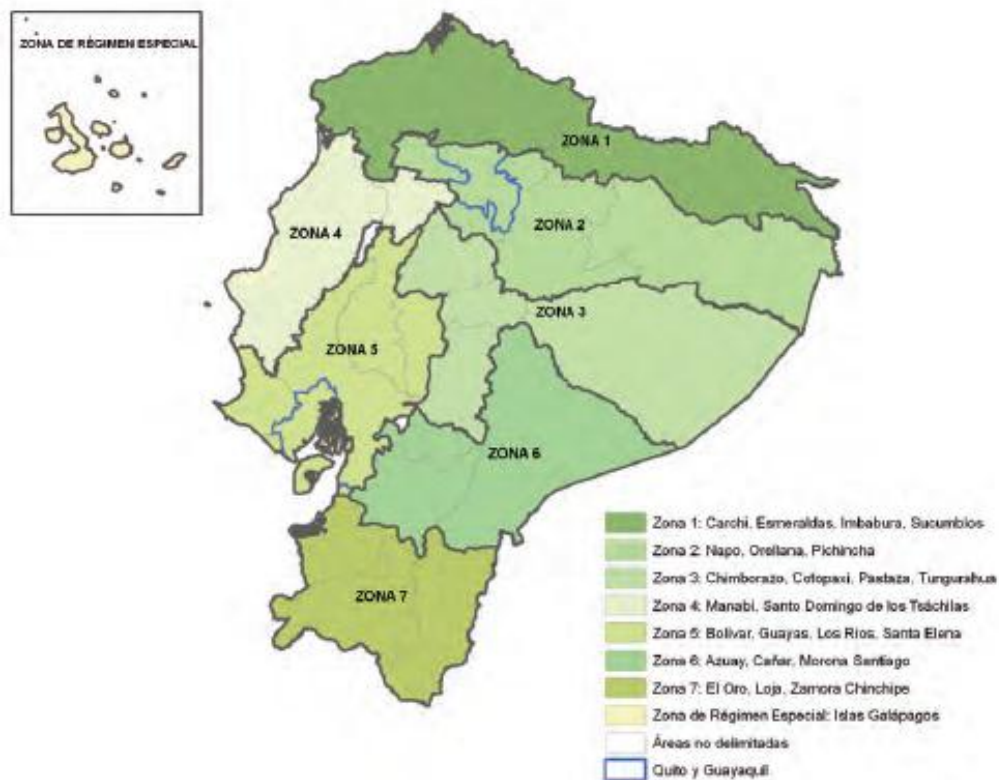 ZONA DE RÉGIMEN ESPECIAL
ZONA 1
ZONA 2
ZONA 4
ZONA 3
ZONA 5
ZONA 6
ZONA 7
Zona 1: Carchi, Esmeraldas, Imbabura, Sucumbios
Zona 2: Napo, Orellana, Pichincha
Zona 3: Chimborazo, Cotopaxi, Pastaza, Tungurahua
Zona 4: Manabí, Santo Domingo de los Tsáchilas
Zona 5: Bolívar, Guayas, Los Ríos, Santa Elena
Zona 6: Azuay, Cañar, Morona Santiago
Zona 7: El Oro, Loja, Zamora Chinchipe
Zona de Régimen Especial: Islas Galápagos
Áreas no delimitadas
Quito y Guayaquil